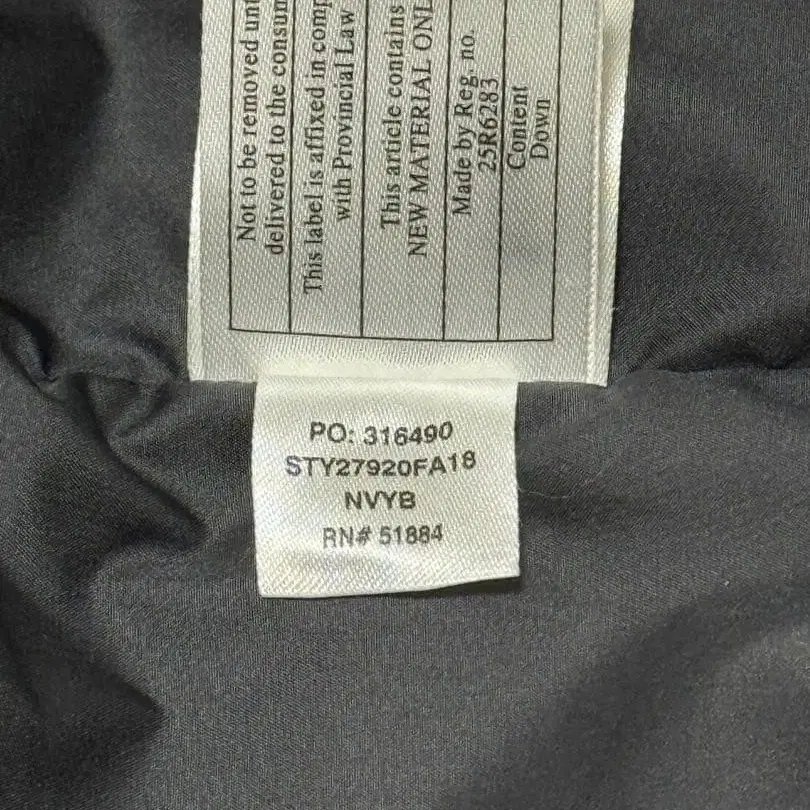 Not to be removed unt
delivered to the consum
This label is affixed in comp
with Provincial Law
This article contains
NEW MATERIAL ONL
Made by Reg. no.
25R6283
Content
Down
PO: 316490
STY27920FA18
NVYB
RN# 51884